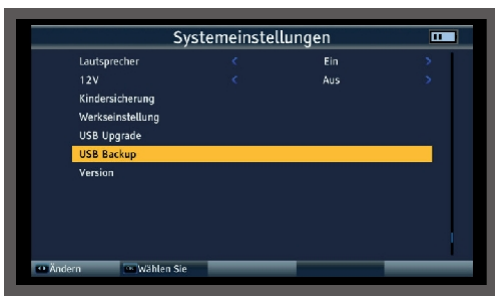 Systemeinstellungen
Lautsprecher < Ein >
12V < Aus >
Kindersicherung
Werkseinstellung
USB Upgrade
USB Backup
Version
Ändern Wählen Sie